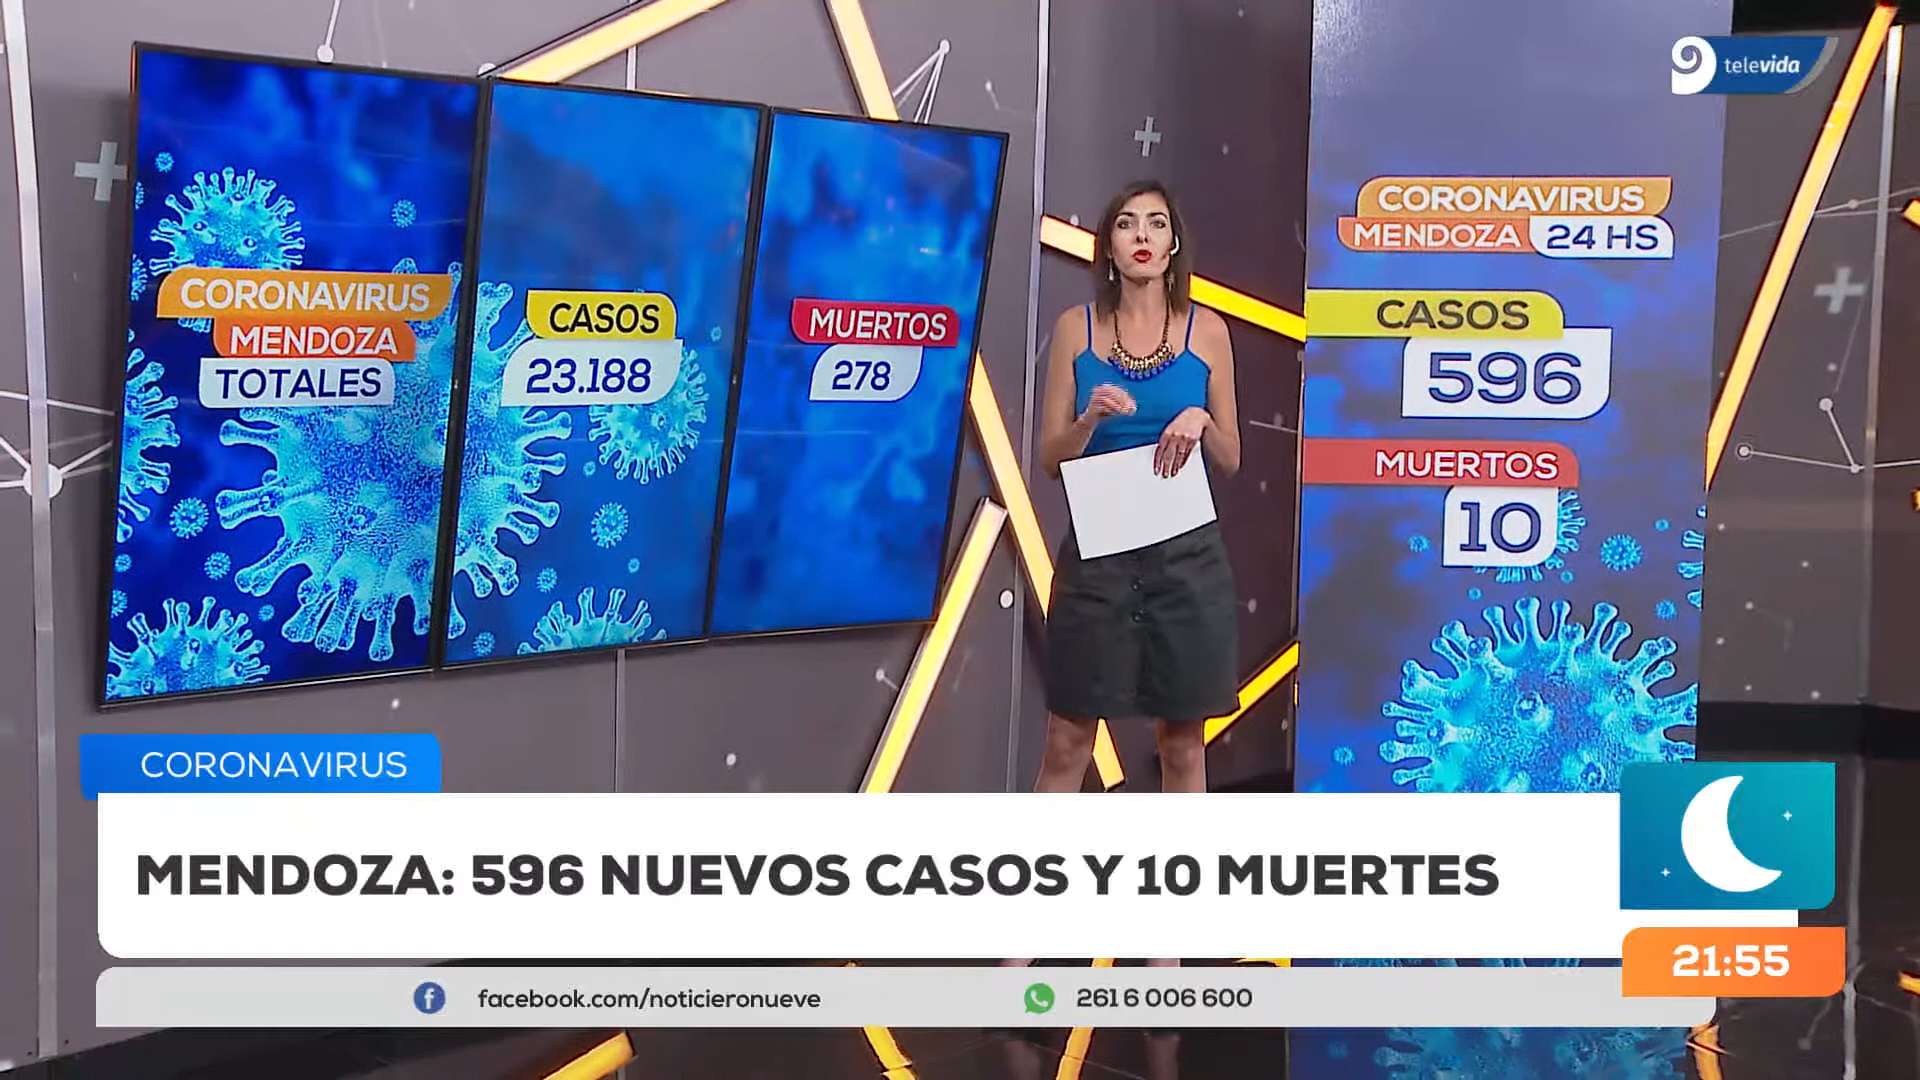 9 televida
CORONAVIRUS
MENDOZA
TOTALES
CASOS
23.188
MUERTOS
278
CORONAVIRUS
MENDOZA 24 HS
CASOS
596
MUERTOS
10
CORONAVIRUS
MENDOZA: 596 NUEVOS CASOS Y 10 MUERTES
21:55
facebook.com/noticieronueve
261 6 006 600